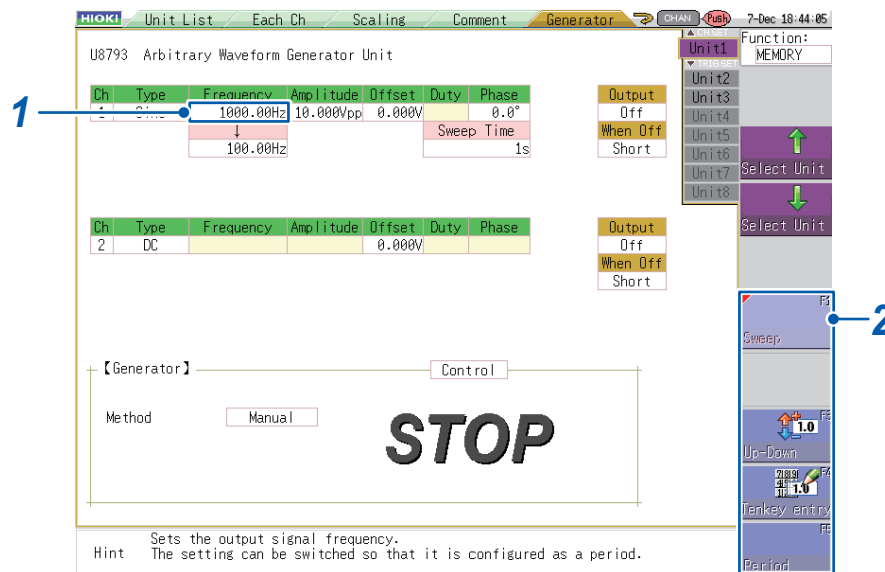 HIOKI Unit List Each Ch Scaling Comment Generator CHAN Push 7-Dec 18:44:05
U8793 Arbitrary Waveform Generator Unit
▲ CH.SET
Unit1
▼ TRIG.SET
Unit2
Unit3
Unit4
Unit5
Unit6
Unit7
Unit8
Function:
MEMORY
Select Unit
Select Unit
1
Ch Type Frequency Amplitude Offset Duty Phase Output
1 Sine 1000.00Hz 10.000Vpp 0.000V 0.0° Off
↓ Sweep Time When Off
100.00Hz 1s Short
Ch Type Frequency Amplitude Offset Duty Phase Output
2 DC 0.000V Off
When Off
Short
2
F1
Sweep
F3
1.0
Up-Down
F4
1.0
Tenkey entry
F5
Period
【Generator】 Control
Method Manual STOP
Hint Sets the output signal frequency.
The setting can be switched so that it is configured as a period.